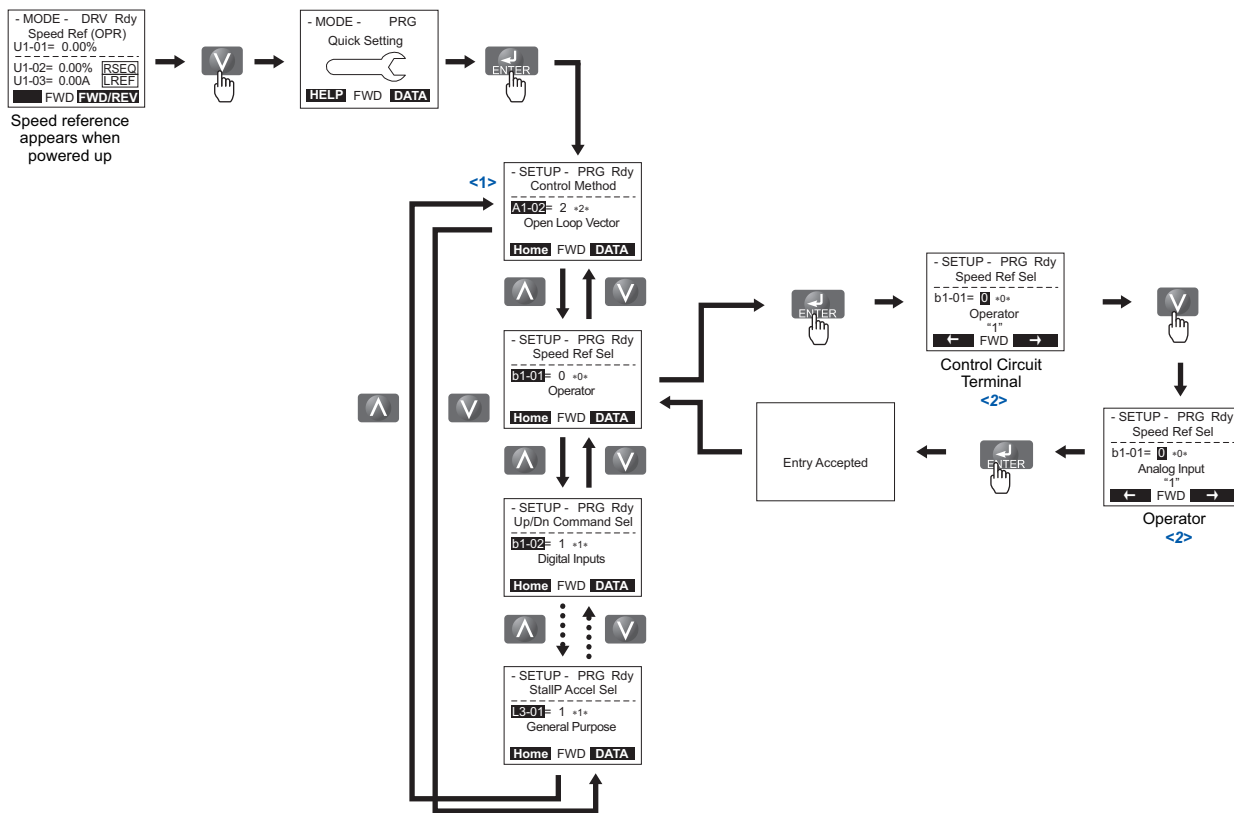 - MODE - DRV Rdy
Speed Ref (OPR)
U1-01= 0.00%
U1-02= 0.00% RSEQ
U1-03= 0.00A LREF
FWD FWD/REV
Speed reference
appears when
powered up
- MODE - PRG
Quick Setting
HELP FWD DATA
ENTER
<1>
- SETUP - PRG Rdy
Control Method
A1-02= 2 *2*
Open Loop Vector
Home FWD DATA
- SETUP - PRG Rdy
Speed Ref Sel
b1-01= 0 *0*
Operator
Home FWD DATA
- SETUP - PRG Rdy
Up/Dn Command Sel
b1-02= 1 *1*
Digital Inputs
Home FWD DATA
- SETUP - PRG Rdy
StallP Accel Sel
L3-01= 1 *1*
General Purpose
Home FWD DATA
ENTER
- SETUP - PRG Rdy
Speed Ref Sel
b1-01= 0 *0*
Operator
“1”
← FWD →
Control Circuit
Terminal
<2>
- SETUP - PRG Rdy
Speed Ref Sel
b1-01= 0 *0*
Analog Input
“1”
← FWD →
Operator
<2>
ENTER
Entry Accepted